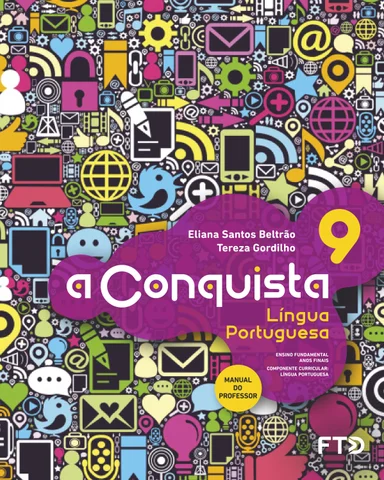 Eliana Santos Beltrão
Tereza Gordilho
9
a Conquista
Língua
Portuguesa
ENSINO FUNDAMENTAL
ANOS FINAIS
COMPONENTE CURRICULAR:
LÍNGUA PORTUGUESA
MANUAL
DO
PROFESSOR
FTD